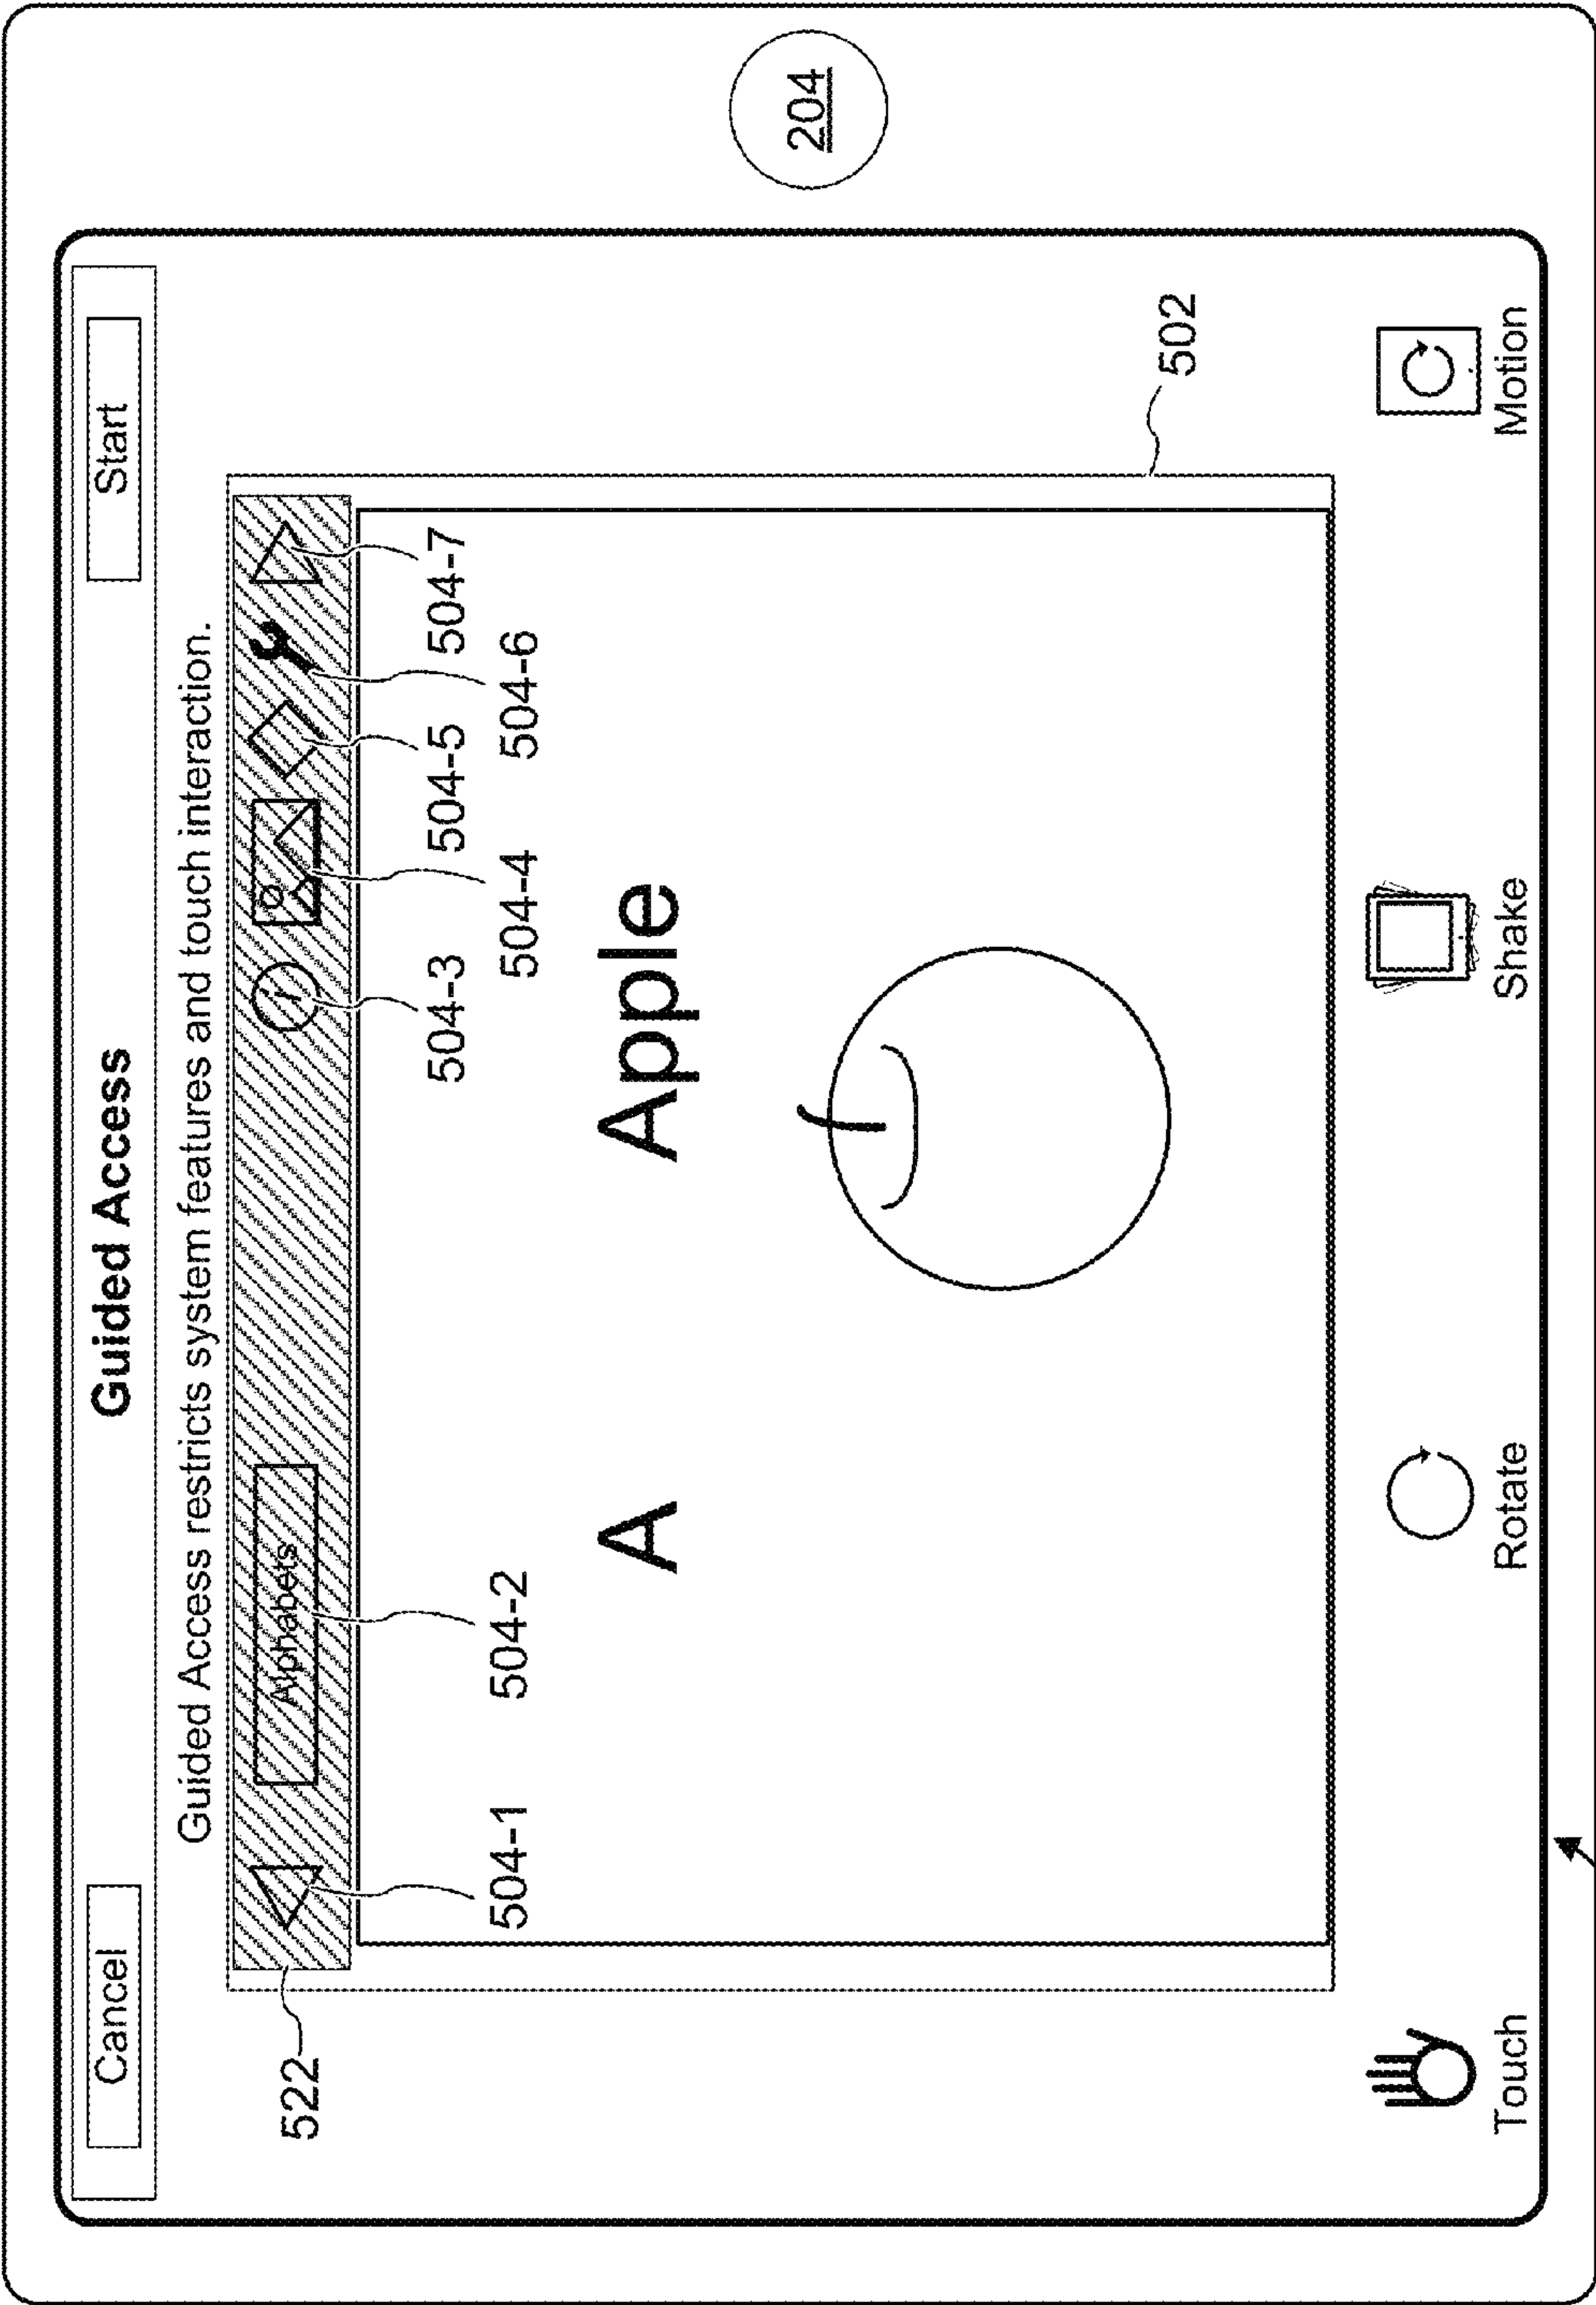 Cancel Guided Access Start
Guided Access restricts system features and touch interaction.
522
Alphabets
504-1
504-2
504-3
504-4
504-5
504-6
504-7
A Apple
502
204
Touch Rotate Shake Motion